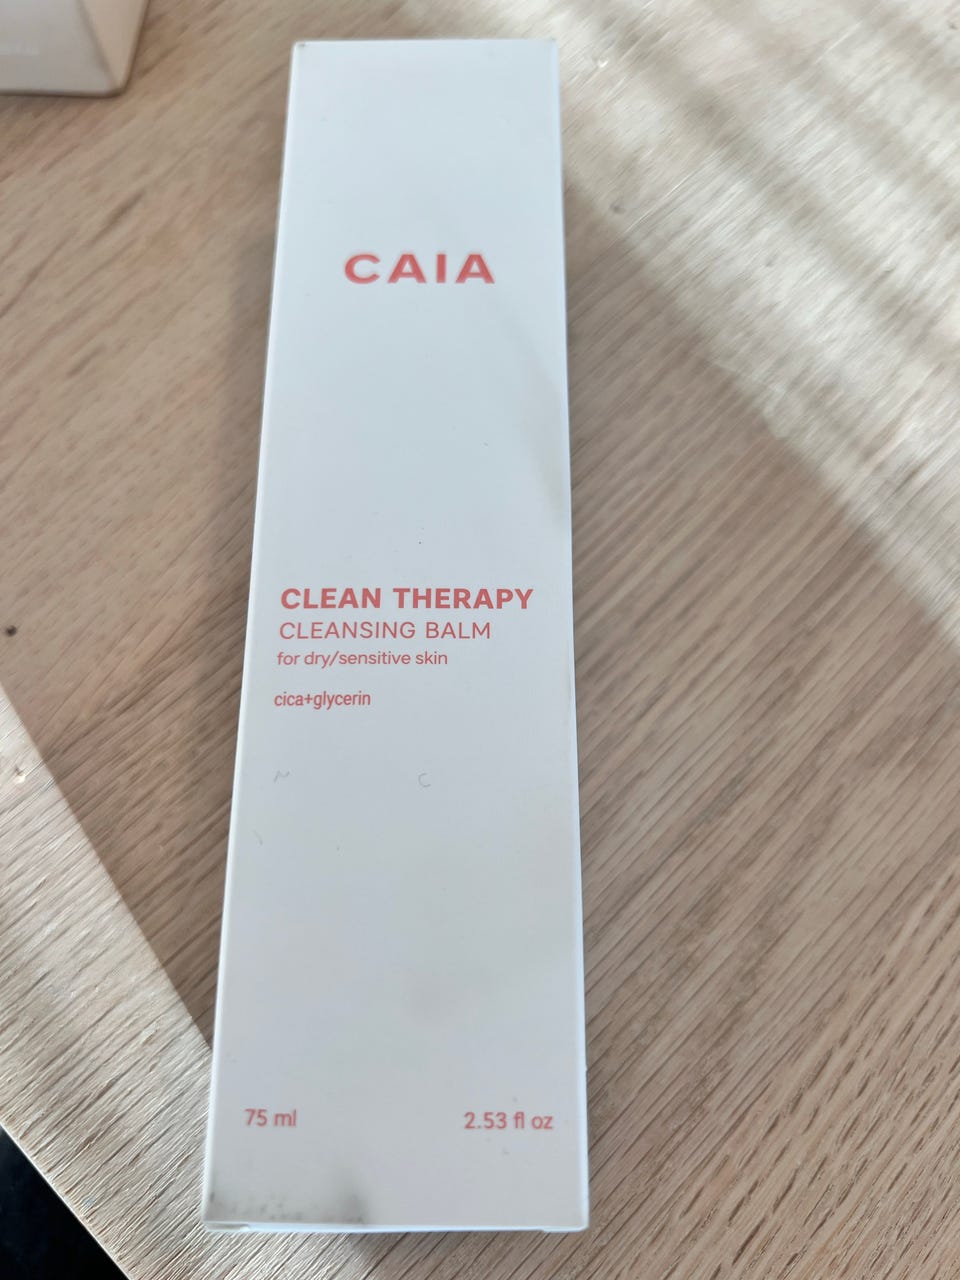 CAIA
CLEAN THERAPY
CLEANSING BALM
for dry/sensitive skin
cica+glycerin
75 ml
2.53 fl oz